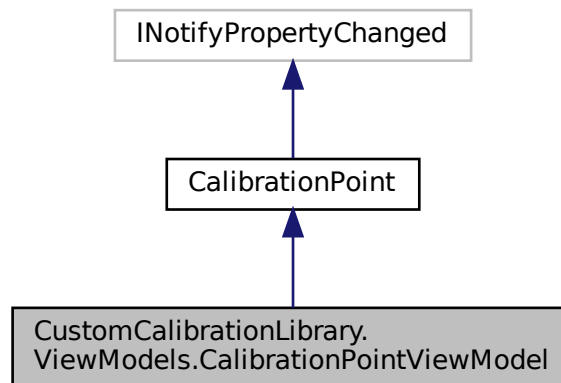 INotifyPropertyChanged
CalibrationPoint
CustomCalibrationLibrary.
ViewModels.CalibrationPointViewModel